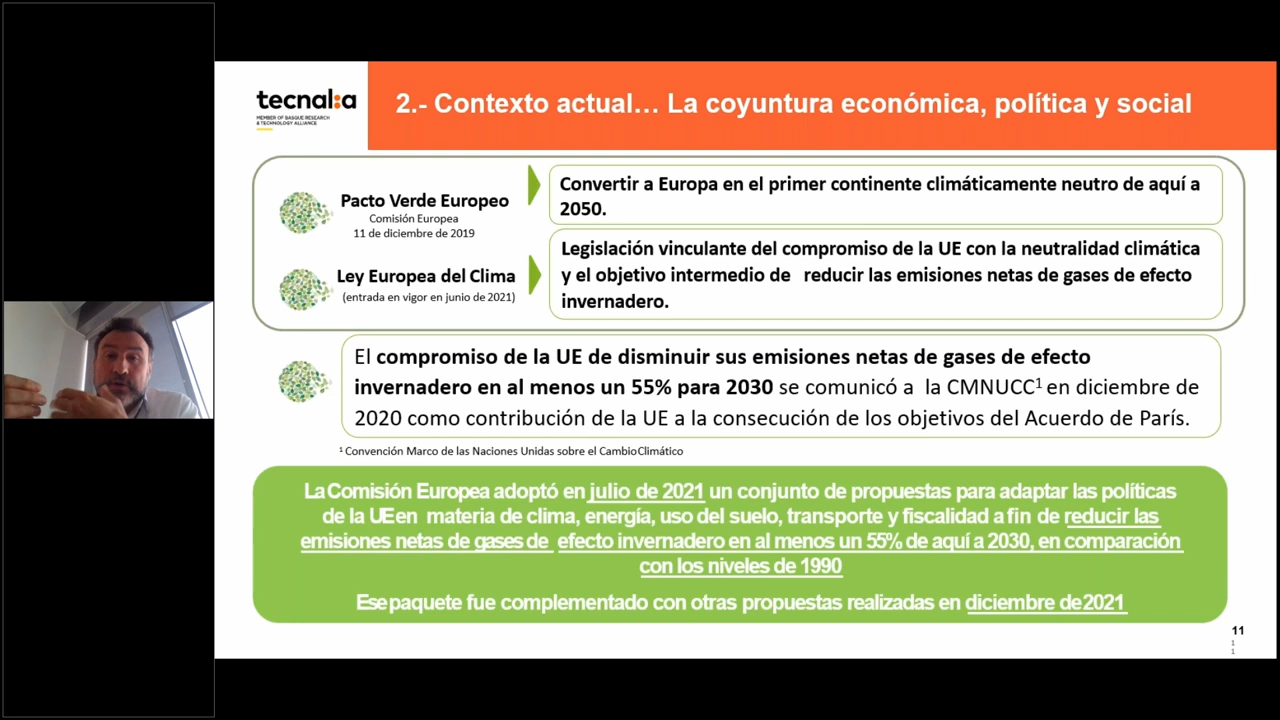 tecnal:a
MEMBER OF BASQUE RESEARCH
& TECHNOLOGY ALLIANCE
2.- Contexto actual… La coyuntura económica, política y social
Pacto Verde Europeo
Comisión Europea
11 de diciembre de 2019
Convertir a Europa en el primer continente climáticamente neutro de aquí a
2050.
Ley Europea del Clima
(entrada en vigor en junio de 2021)
Legislación vinculante del compromiso de la UE con la neutralidad climática
y el objetivo intermedio de reducir las emisiones netas de gases de efecto
invernadero.
El compromiso de la UE de disminuir sus emisiones netas de gases de efecto
invernadero en al menos un 55% para 2030 se comunicó a la CMNUCC¹ en diciembre de
2020 como contribución de la UE a la consecución de los objetivos del Acuerdo de París.
¹ Convención Marco de las Naciones Unidas sobre el Cambio Climático
La Comisión Europea adoptó en julio de 2021 un conjunto de propuestas para adaptar las políticas
de la UE en materia de clima, energía, uso del suelo, transporte y fiscalidad a fin de reducir las
emisiones netas de gases de efecto invernadero en al menos un 55% de aquí a 2030, en comparación
con los niveles de 1990
Ese paquete fue complementado con otras propuestas realizadas en diciembre de 2021
11
1
1